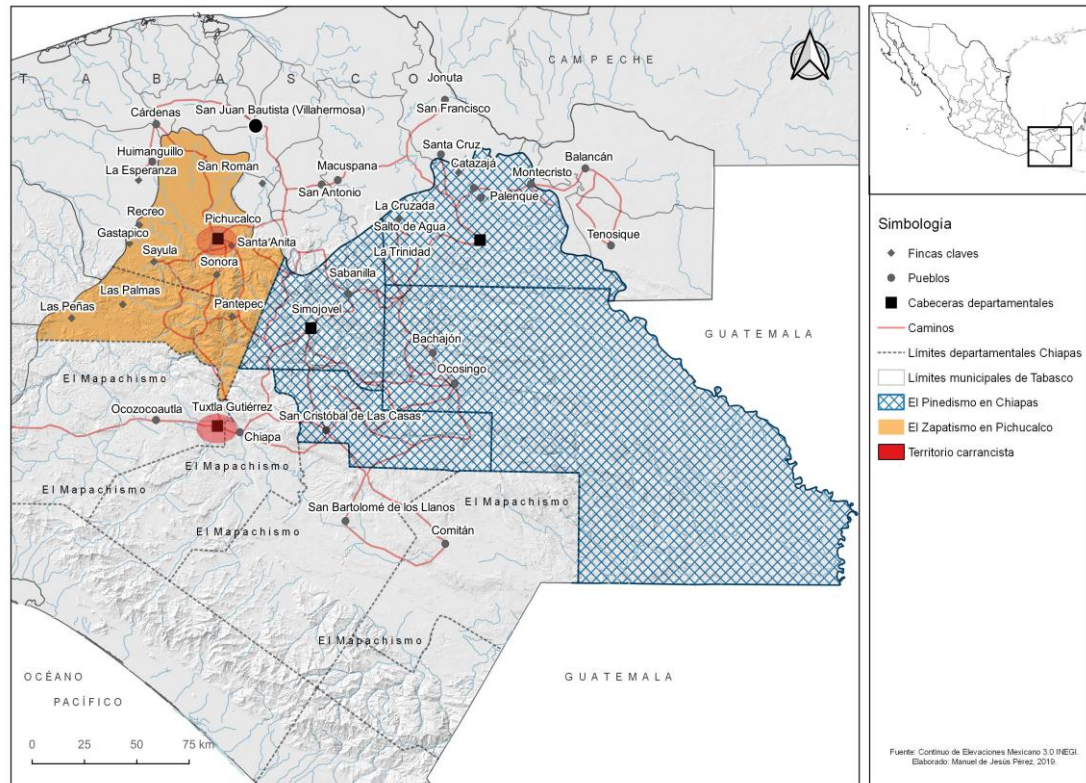 CAMPECHE
TABASCO
Jonuta
San Francisco
San Juan Bautista (Villahermosa)
Cárdenas
Santa Cruz
Catazajá
Balancán
Huimanguillo
La Esperanza
San Roman
Macuspana
San Antonio
Montecristo
Palenque
Recreo
Pichucalco
La Cruzada
Salto de Agua
Gastapico
Santa Anita
Tenosique
Sayula
Sonora
La Trinidad
Sabanilla
Las Peñas
Las Palmas
Pantepec
Simojovel
GUATEMALA
Bachajón
Ocosingo
El Mapachismo
Ocozocoautla
Tuxtla Gutiérrez
San Cristóbal de Las Casas
Chiapa
El Mapachismo
El Mapachismo
El Mapachismo
El Mapachismo
San Bartolomé de los Llanos
El Mapachismo
Comitán
El Mapachismo
OCÉANO
PACÍFICO
GUATEMALA
0 25 50 75 km
Simbología
Fincas claves
Pueblos
Cabeceras departamentales
Caminos
Límites departamentales Chiapas
Límites municipales de Tabasco
El Pinedismo en Chiapas
El Zapatismo en Pichucalco
Territorio carrancista
Fuente: Continuo de Elevaciones Mexicano 3.0 INEGI.
Elaborado: Manuel de Jesús Pérez, 2019.